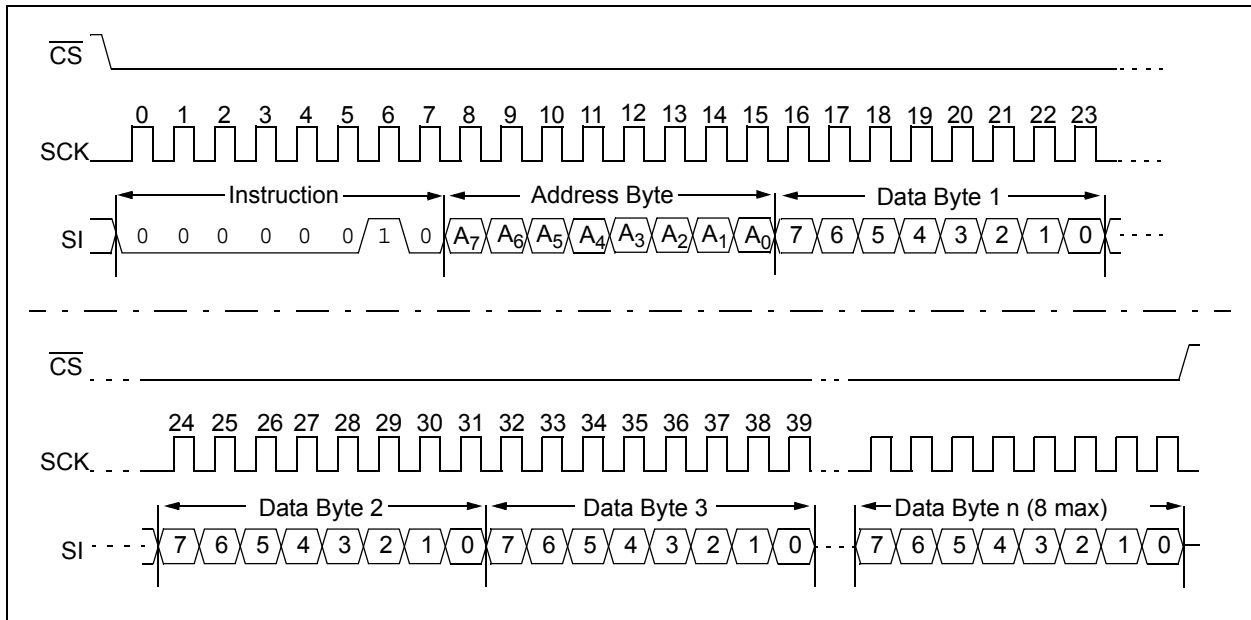 CS
0 1 2 3 4 5 6 7 8 9 10 11 12 13 14 15 16 17 18 19 20 21 22 23
SCK
Instruction Address Byte Data Byte 1
SI 0 0 0 0 0 0 1 0 A7 A6 A5 A4 A3 A2 A1 A0 7 6 5 4 3 2 1 0
CS
24 25 26 27 28 29 30 31 32 33 34 35 36 37 38 39
SCK
Data Byte 2 Data Byte 3 Data Byte n (8 max)
SI 7 6 5 4 3 2 1 0 7 6 5 4 3 2 1 0 7 6 5 4 3 2 1 0